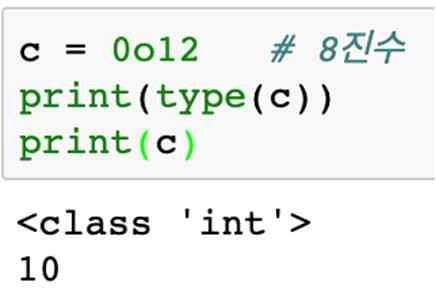 c = 0o12   # 8진수
print(type(c))
print(c)
<class 'int'>
10